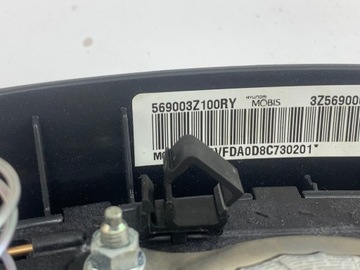 569003Z100RY HYUNDAI MOBIS 3Z56900
VFDA0D8C730201*